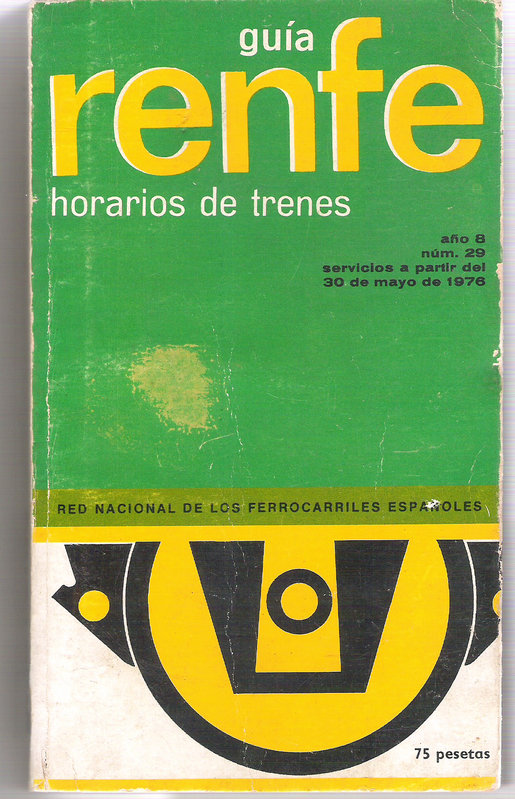 guía
renfe
horarios de trenes
año 8
núm. 29
servicios a partir del
30 de mayo de 1976
RED NACIONAL DE LOS FERROCARRILES ESPAÑOLES
75 pesetas